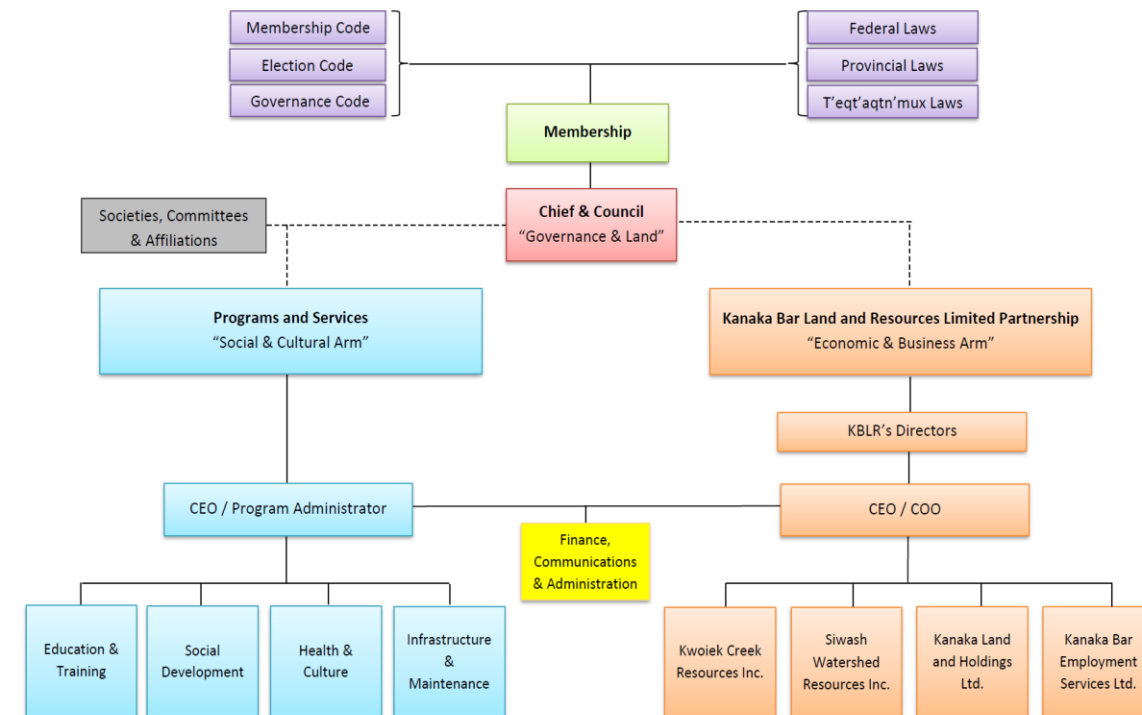 Membership Code
Election Code
Governance Code
Federal Laws
Provincial Laws
T'eqt'aqtn'mux Laws
Membership
Societies, Committees
& Affiliations
Chief & Council
“Governance & Land”
Programs and Services
“Social & Cultural Arm”
Kanaka Bar Land and Resources Limited Partnership
“Economic & Business Arm”
KBLR’s Directors
CEO / Program Administrator
CEO / COO
Finance,
Communications
& Administration
Education &
Training
Social
Development
Health &
Culture
Infrastructure
&
Maintenance
Kwoiek Creek
Resources Inc.
Siwash
Watershed
Resources Inc.
Kanaka Land
and Holdings
Ltd.
Kanaka Bar
Employment
Services Ltd.